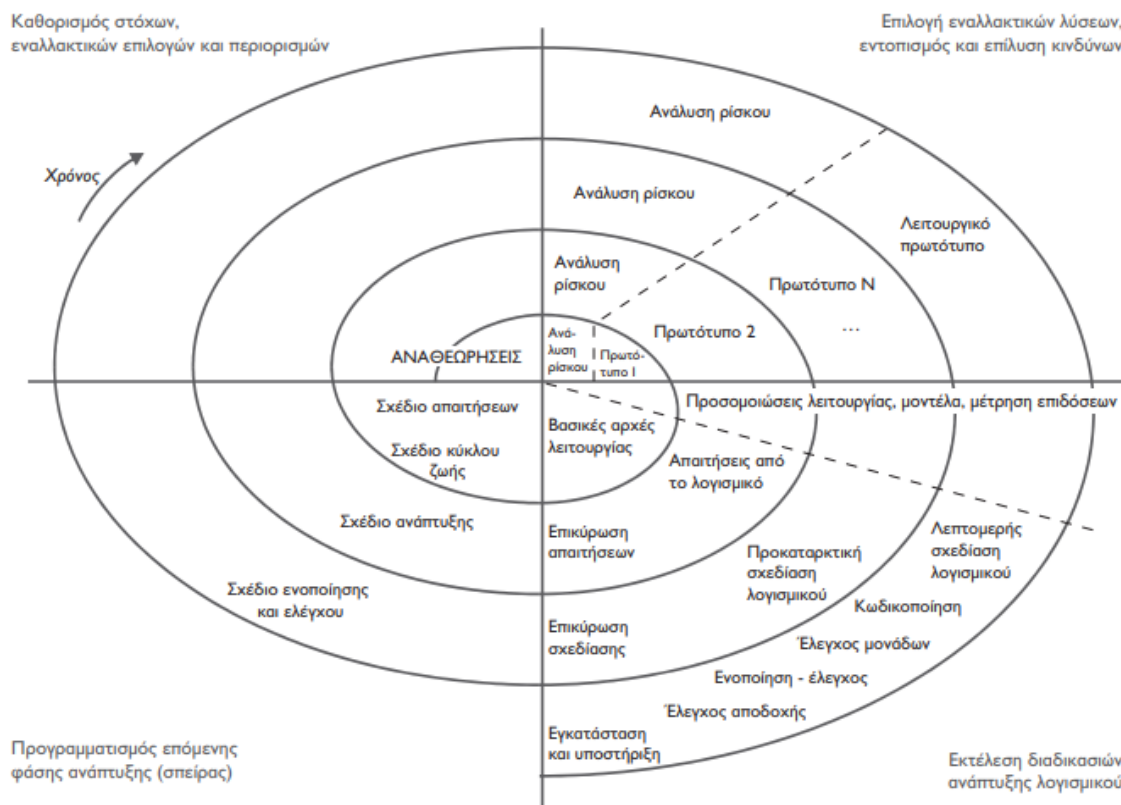 Καθορισμός στόχων,
εναλλακτικών επιλογών και περιορισμών
Επιλογή εναλλακτικών λύσεων,
εντοπισμός και επίλυση κινδύνων
Χρόνος
Ανάλυση ρίσκου
Ανάλυση ρίσκου
Ανάλυση
ρίσκου
Ανά-
λυση
ρίσκου
Πρωτό-
τυπο 1
Πρωτότυπο 2
Πρωτότυπο Ν
...
Λειτουργικό
πρωτότυπο
ΑΝΑΘΕΩΡΗΣΕΙΣ
Προσομοιώσεις λειτουργίας, μοντέλα, μέτρηση επιδόσεων
Σχέδιο απαιτήσεων
Σχέδιο κύκλου
ζωής
Βασικές αρχές
λειτουργίας
Απαιτήσεις από
το λογισμικό
Σχέδιο ανάπτυξης
Επικύρωση
απαιτήσεων
Προκαταρκτική
σχεδίαση
λογισμικού
Λεπτομερής
σχεδίαση
λογισμικού
Σχέδιο ενοποίησης
και ελέγχου
Επικύρωση
σχεδίασης
Κωδικοποίηση
Έλεγχος μονάδων
Ενοποίηση - έλεγχος
Έλεγχος αποδοχής
Εγκατάσταση
και υποστήριξη
Προγραμματισμός επόμενης
φάσης ανάπτυξης (σπείρας)
Εκτέλεση διαδικασιών
ανάπτυξης λογισμικού